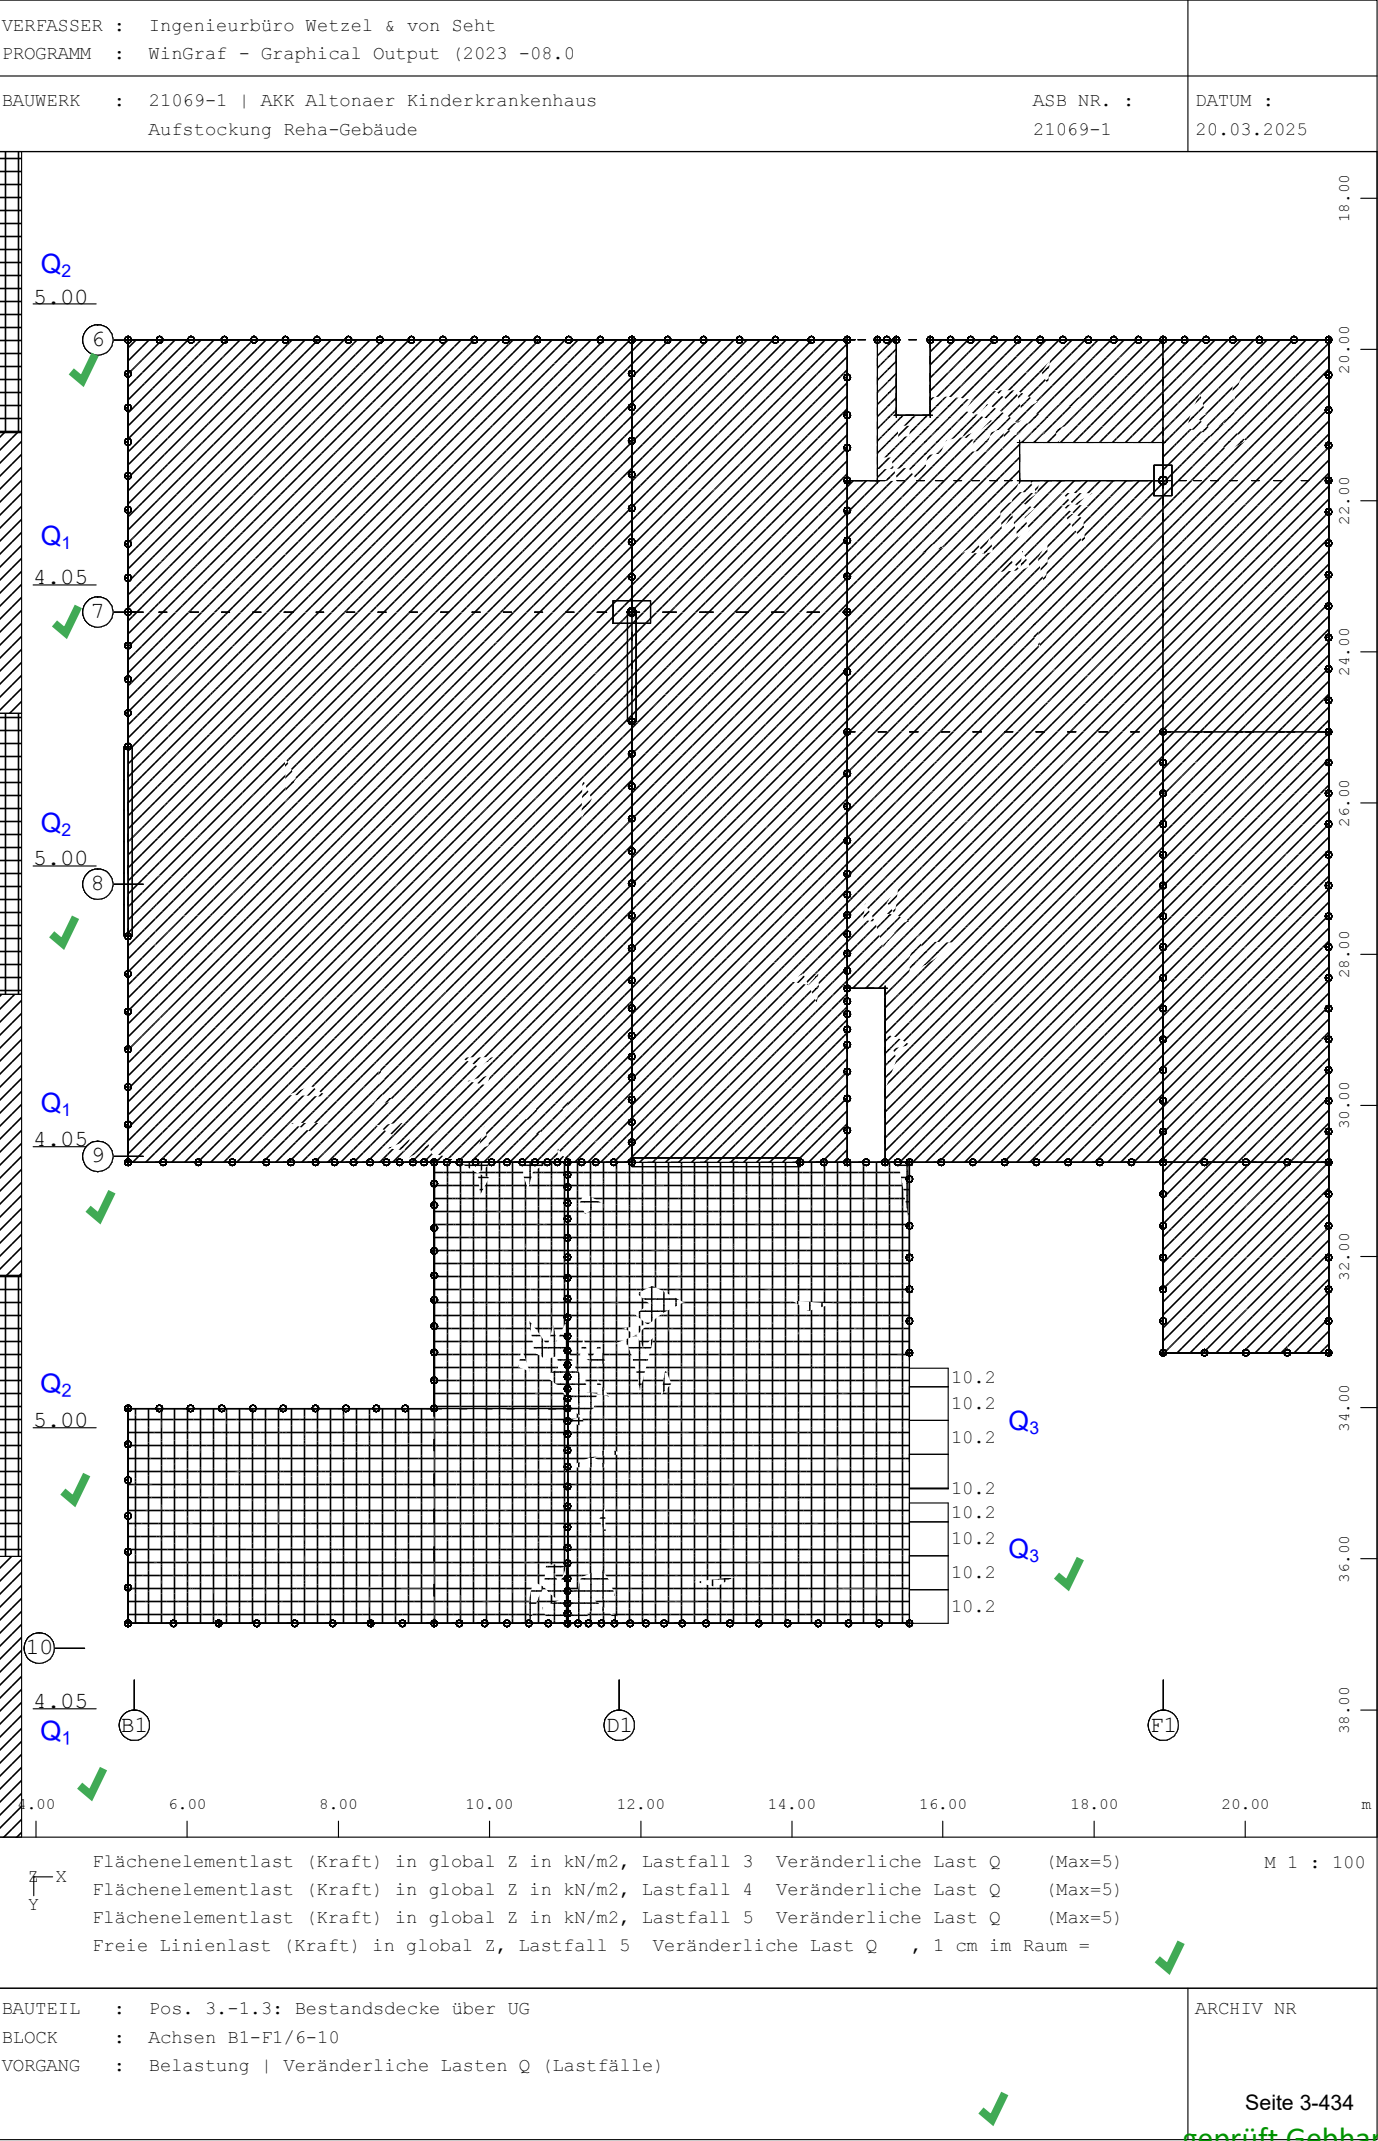 VERFASSER : Ingenieurbüro Wetzel & von Seht
PROGRAMM : WinGraf - Graphical Output (2023 -08.0
BAUWERK : 21069-1 | AKK Altonaer Kinderkrankenhaus
Aufstockung Reha-Gebäude
ASB NR. :
21069-1
DATUM :
20.03.2025
18.00
Q2
5.00
6
20.00
22.00
Q1
4.05
7
24.00
26.00
Q2
5.00
8
28.00
30.00
Q1
4.05
9
32.00
Q2
5.00
34.00
10.2
10.2
10.2
10.2
Q3
10.2
10.2
10.2
10.2
Q3
36.00
10
4.05
Q1
B1
D1
F1
38.00
4.00 6.00 8.00 10.00 12.00 14.00 16.00 18.00 20.00 m
Z X
Y
Flächenelementlast (Kraft) in global Z in kN/m2, Lastfall 3 Veränderliche Last Q (Max=5)
M 1 : 100
Flächenelementlast (Kraft) in global Z in kN/m2, Lastfall 4 Veränderliche Last Q (Max=5)
Flächenelementlast (Kraft) in global Z in kN/m2, Lastfall 5 Veränderliche Last Q (Max=5)
Freie Linienlast (Kraft) in global Z, Lastfall 5 Veränderliche Last Q , 1 cm im Raum =
BAUTEIL : Pos. 3.-1.3: Bestandsdecke über UG
BLOCK : Achsen B1-F1/6-10
VORGANG : Belastung | Veränderliche Lasten Q (Lastfälle)
ARCHIV NR
Seite 3-434
geprüft